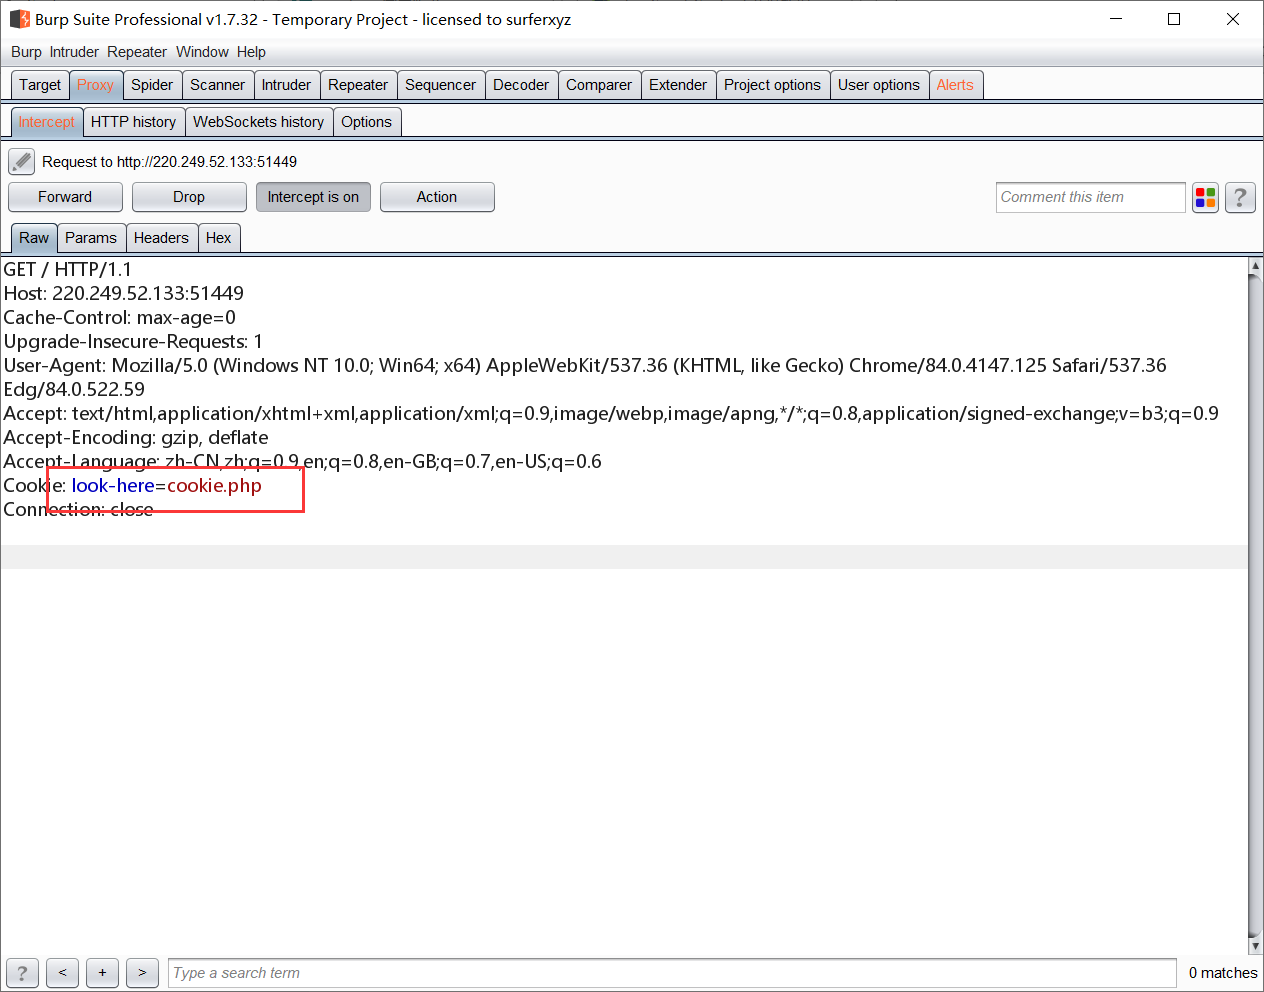 Burp Suite Professional v1.7.32 - Temporary Project - licensed to surferxyz
Burp Intruder Repeater Window Help
Target Proxy Spider Scanner Intruder Repeater Sequencer Decoder Comparer Extender Project options User options Alerts
Intercept HTTP history WebSockets history Options
Request to http://220.249.52.133:51449
Forward Drop Intercept is on Action Comment this item ?
Raw Params Headers Hex
GET / HTTP/1.1
Host: 220.249.52.133:51449
Cache-Control: max-age=0
Upgrade-Insecure-Requests: 1
User-Agent: Mozilla/5.0 (Windows NT 10.0; Win64; x64) AppleWebKit/537.36 (KHTML, like Gecko) Chrome/84.0.4147.125 Safari/537.36
Edg/84.0.522.59
Accept: text/html,application/xhtml+xml,application/xml;q=0.9,image/webp,image/apng,*/*;q=0.8,application/signed-exchange;v=b3;q=0.9
Accept-Encoding: gzip, deflate
Accept-Language: zh-CN,zh;q=0.9,en;q=0.8,en-GB;q=0.7,en-US;q=0.6
Cookie: look-here=cookie.php
Connection: close
? < + > Type a search term 0 matches